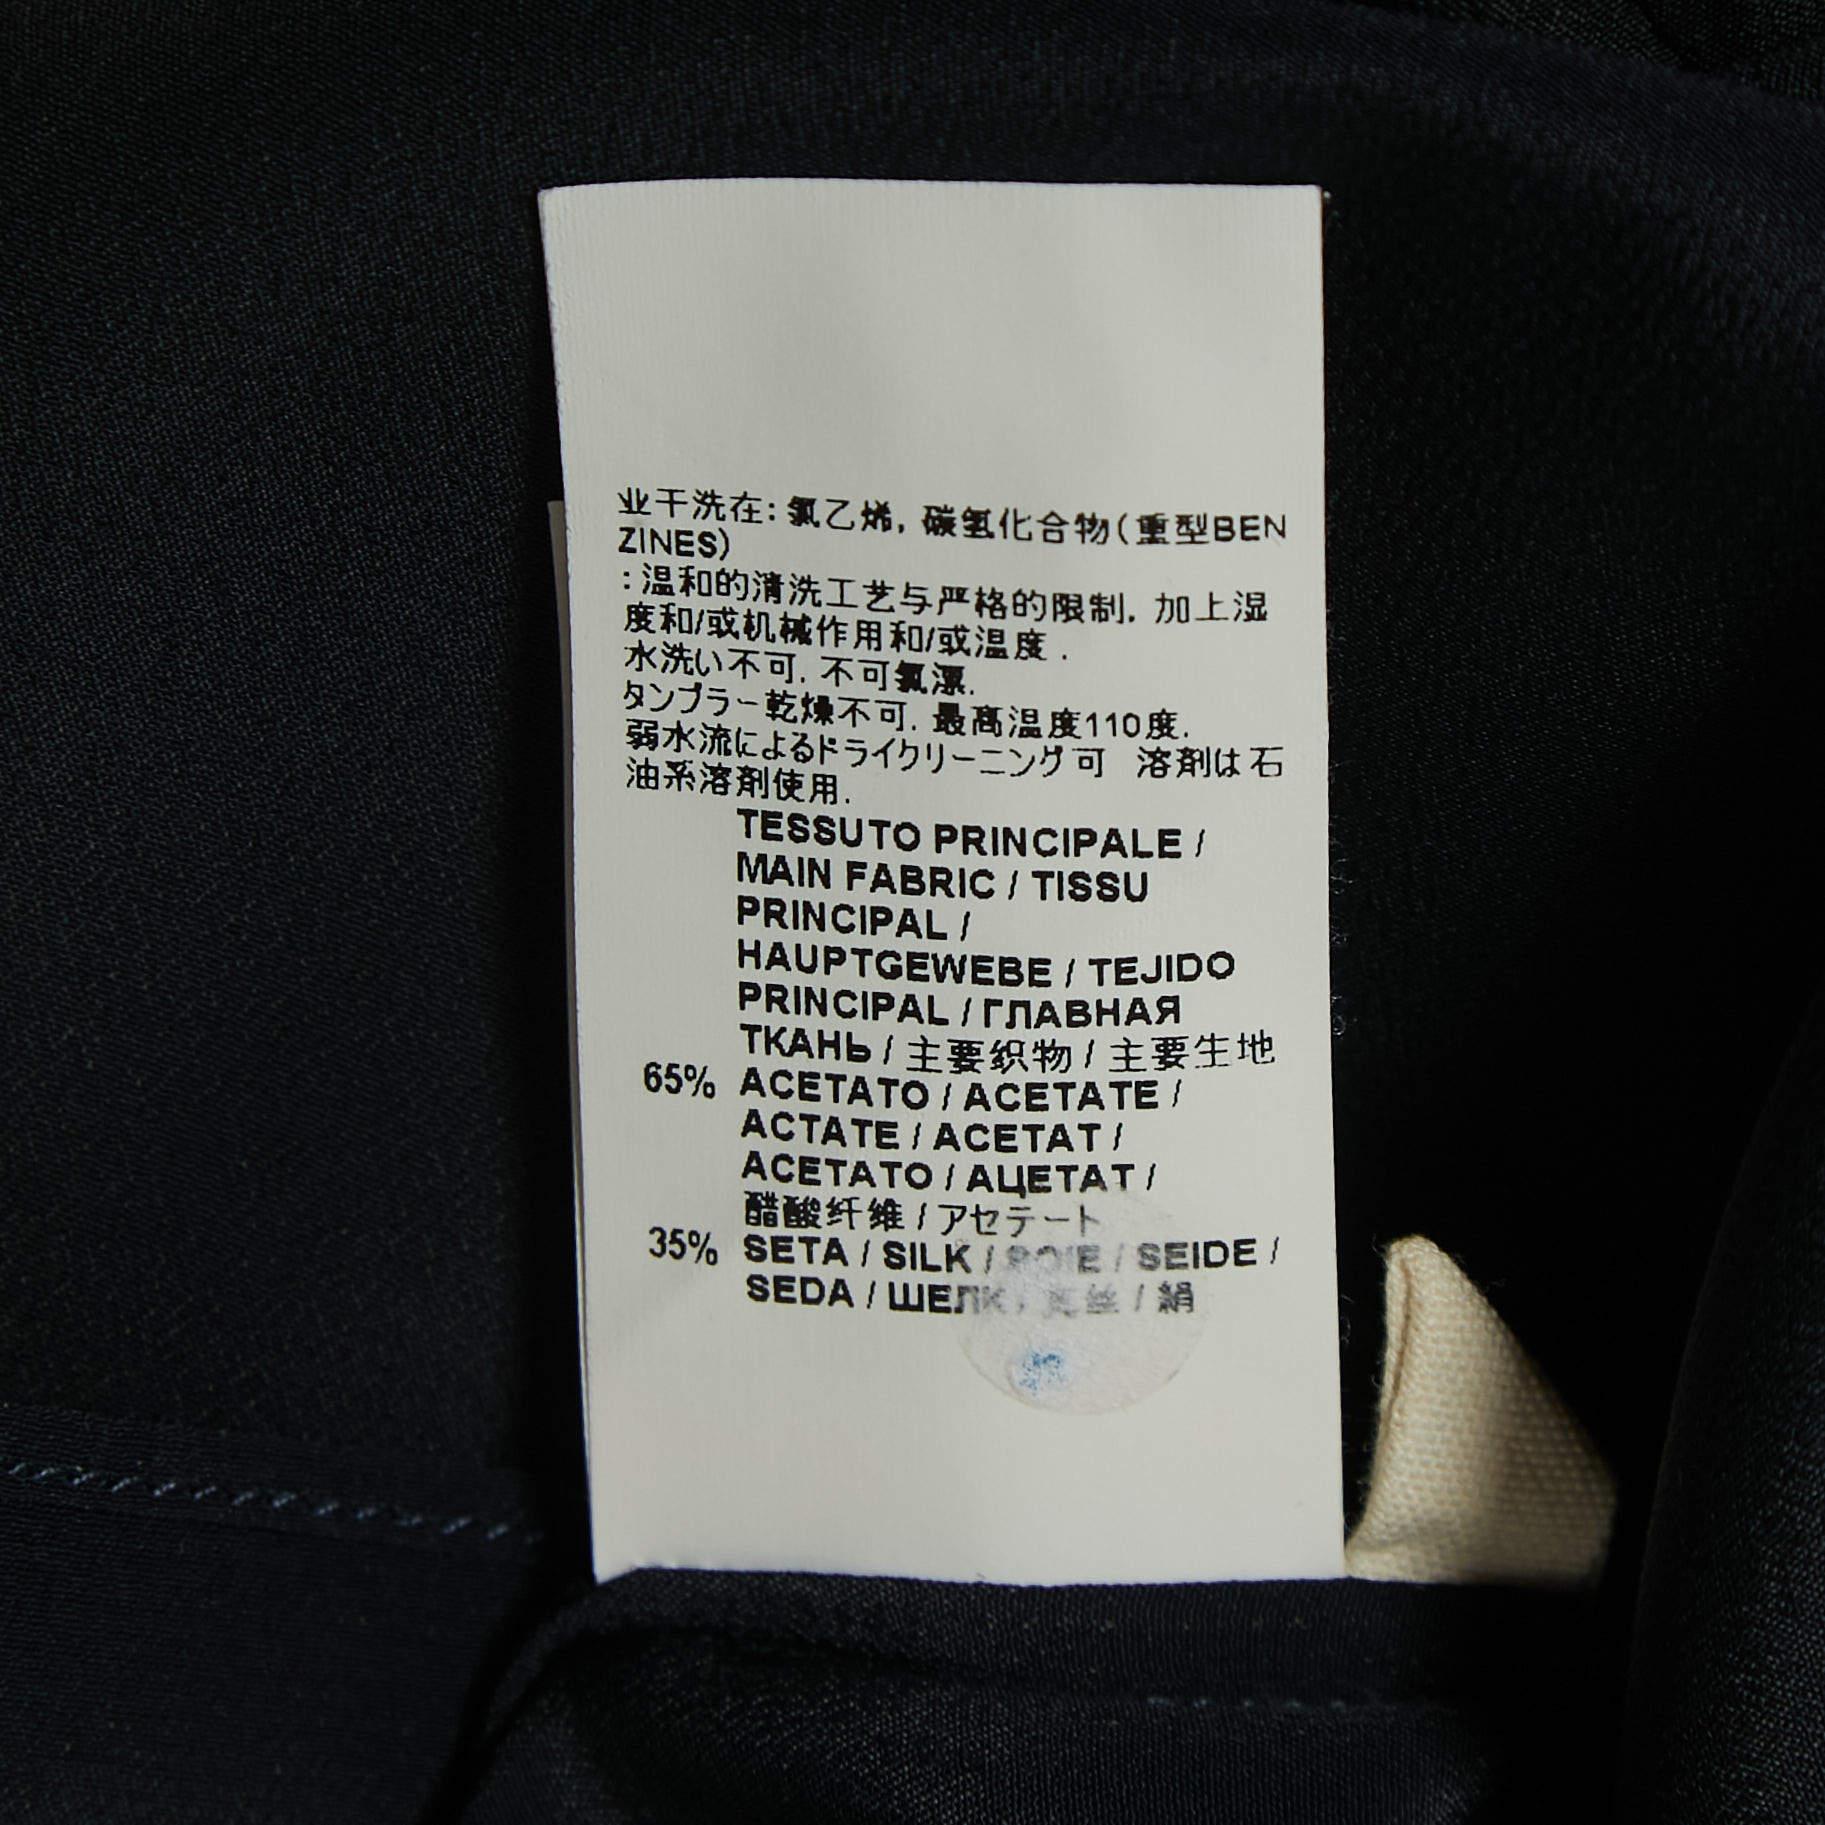 业干洗在: 氯乙烯, 碳氢化合物(重型BEN
ZINES)
: 温和的清洗工艺与严格的限制, 加上湿
度和/或机械作用和/或温度 .
水洗い不可. 不可氯漂.
タンブラー乾燥不可. 最高温度110度.
弱水流によるドライクリーニング可 溶剤は石
油系溶剤使用.
TESSUTO PRINCIPALE /
MAIN FABRIC / TISSU
PRINCIPAL /
HAUPTGEWEBE / TEJIDO
PRINCIPAL / ГЛАВНАЯ
ТКАНЬ / 主要织物 / 主要生地
65% ACETATO / ACETATE /
ACTATE / ACETAT /
ACETATO / АЦЕТАТ /
醋酸纤维 / アセテート
35% SETA / SILK / SOIE / SEIDE /
SEDA / ШЕЛК / 真丝 / 絹